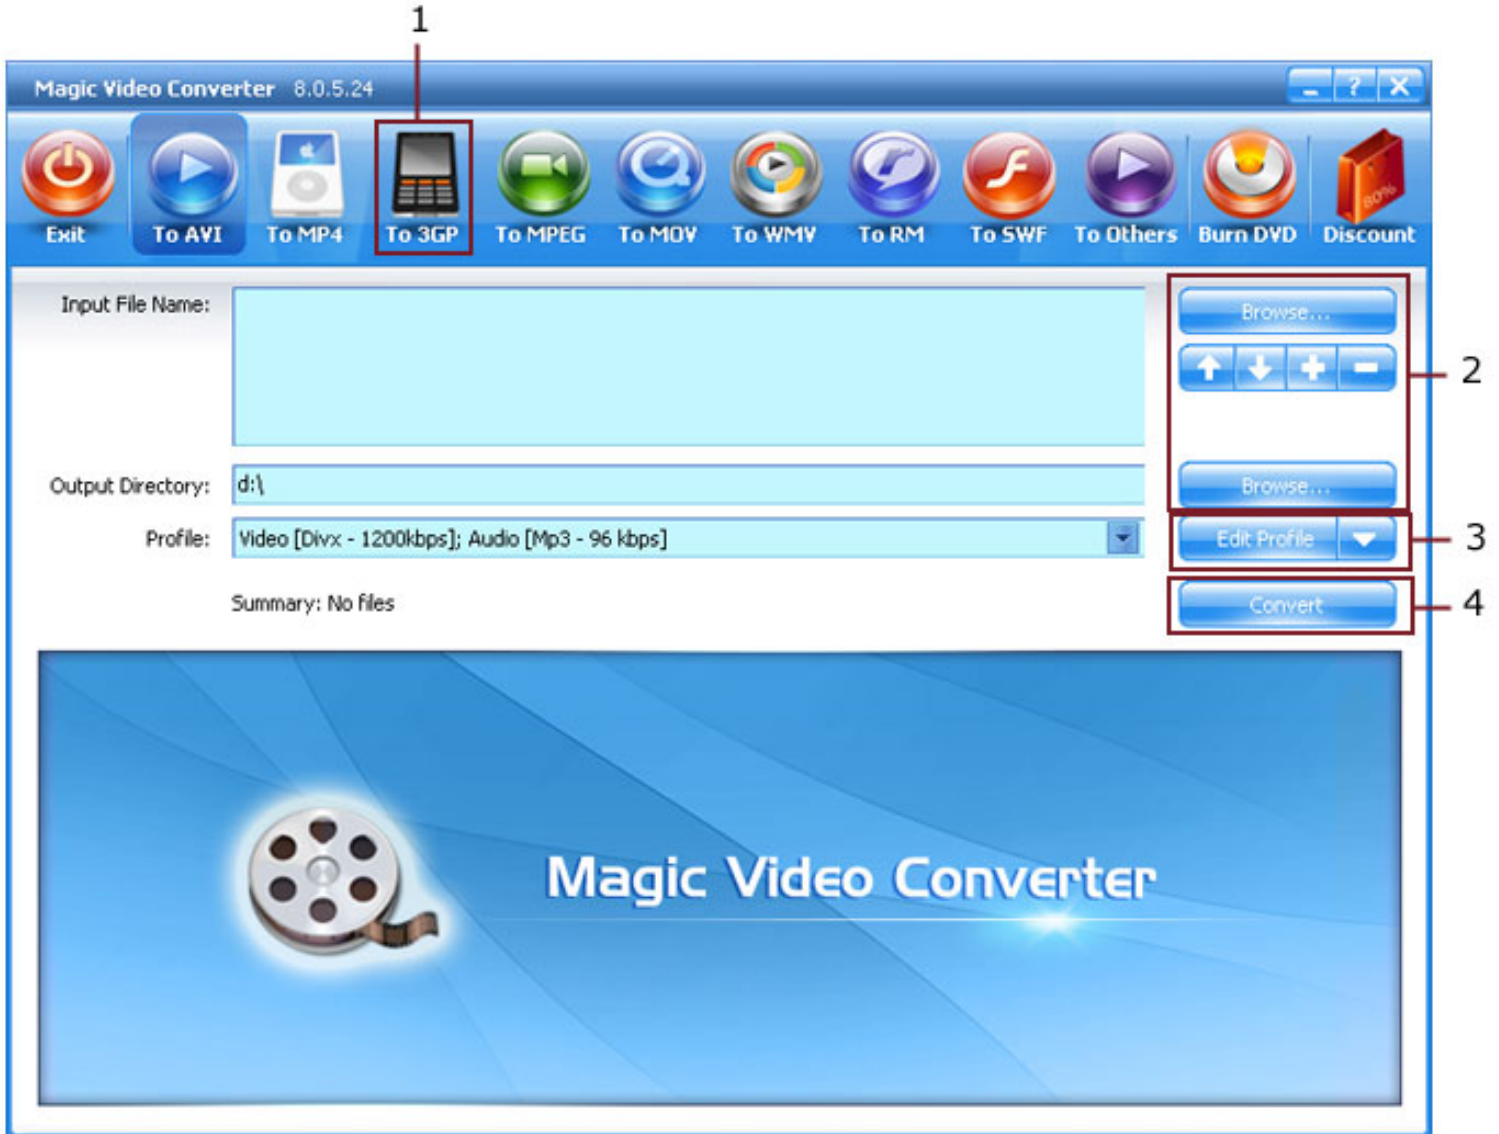 1
Magic Video Converter 8.0.5.24
Exit
To AVI
To MP4
To 3GP
To MPEG
To MOV
To WMV
To RM
To SWF
To Others
Burn DVD
80%
Discount
Input File Name:
Browse...
2
Output Directory:
d:\
Browse...
Profile:
Video [Divx - 1200kbps]; Audio [Mp3 - 96 kbps]
Edit Profile
3
Summary: No files
Convert
4
Magic Video Converter